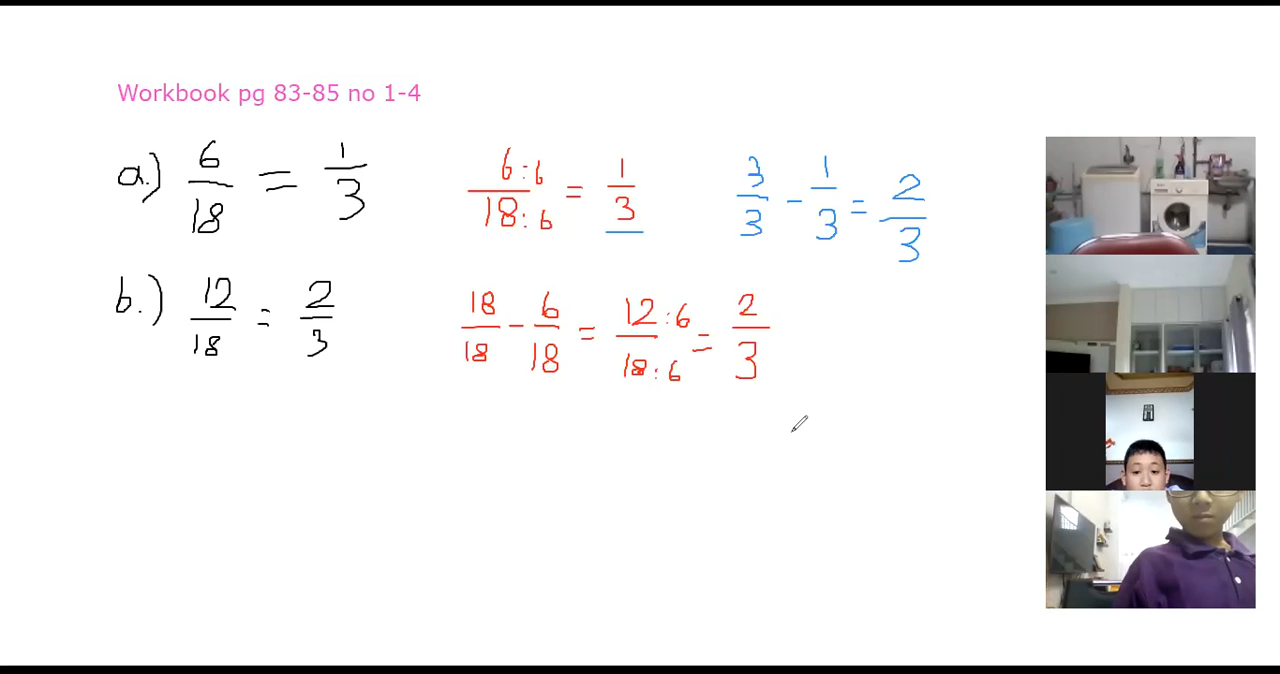 Workbook pg 83-85 no 1-4
a.) 6/18 = 1/3
6:6/18:6 = 1/3
3/3 - 1/3 = 2/3
b.) 12/18 = 2/3
18/18 - 6/18 = 12:6/18:6 = 2/3